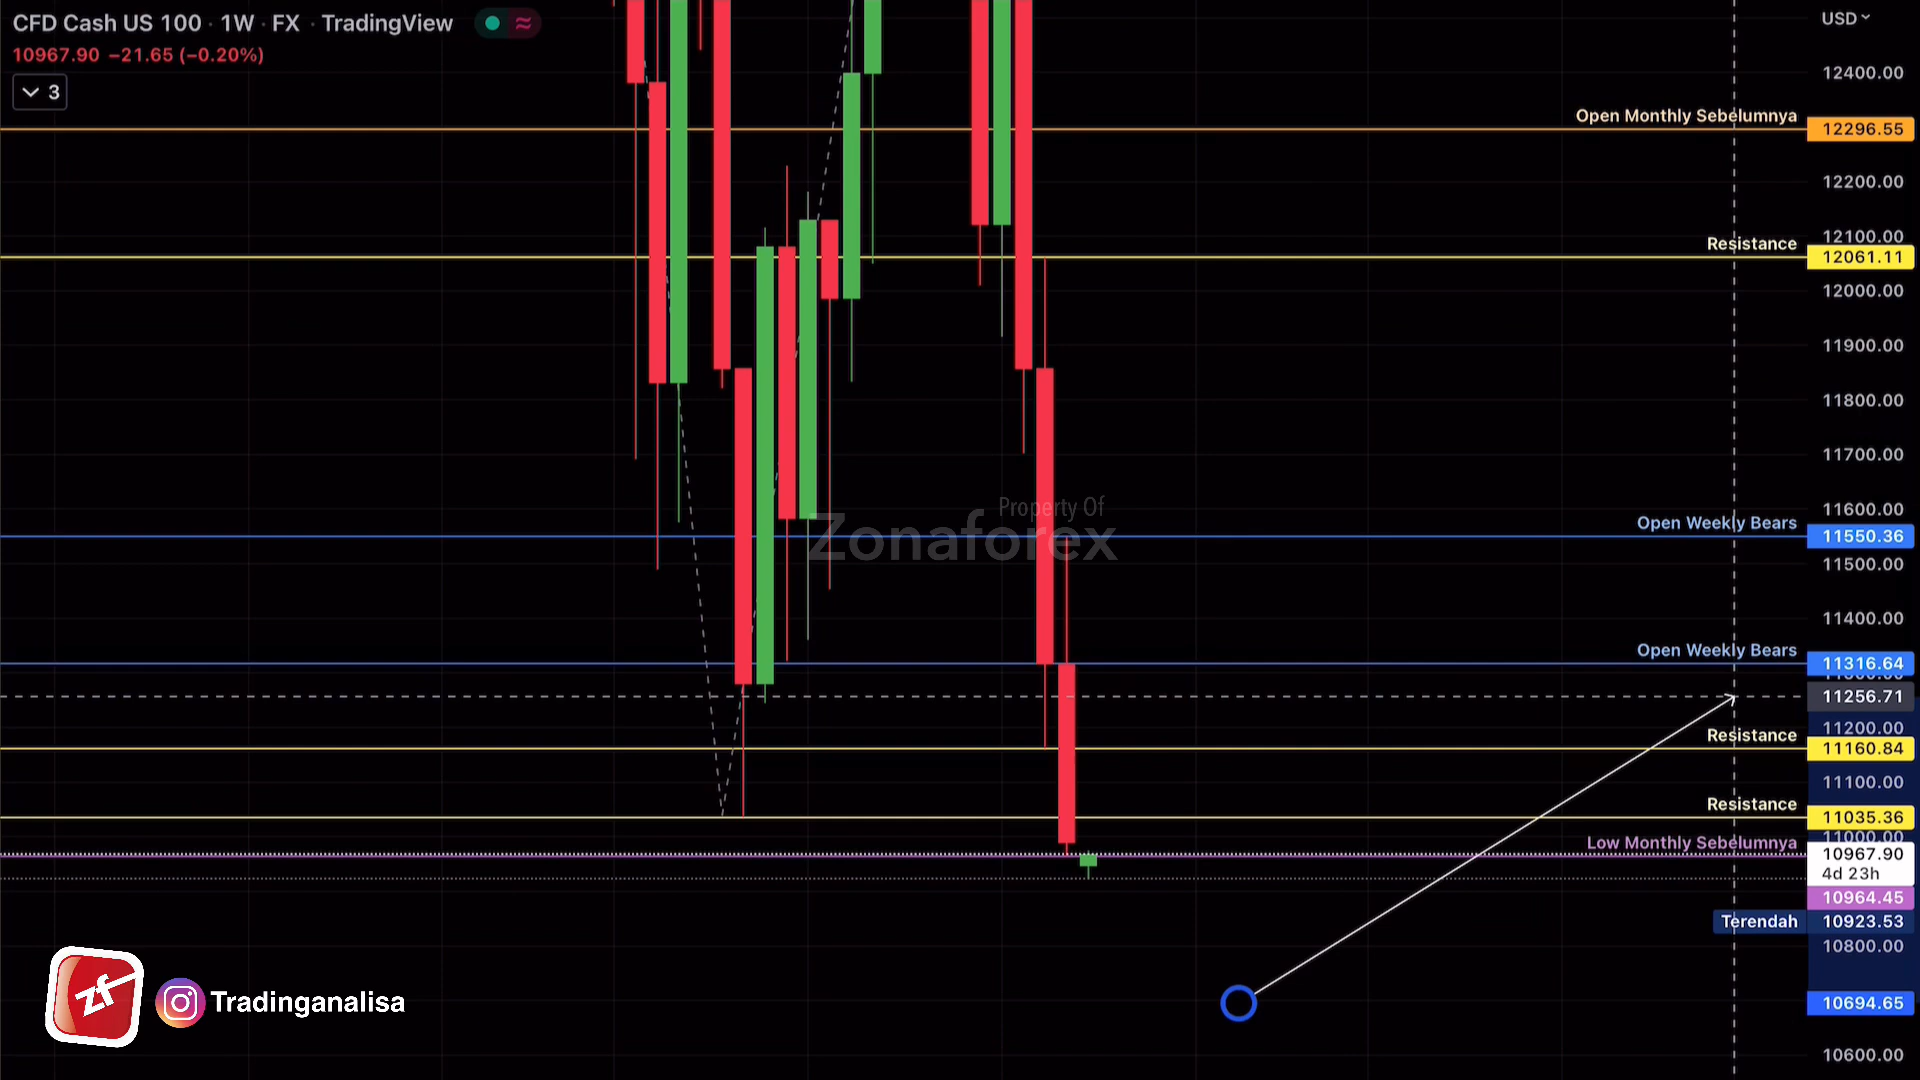 CFD Cash US 100 · 1W · FX · TradingView
10967.90 −21.65 (−0.20%)
3
USD
12400.00
Open Monthly Sebelumnya 12296.55
12200.00
12100.00
Resistance 12061.11
12000.00
11900.00
11800.00
11700.00
11600.00
Property Of
Zonaforex
Open Weekly Bears 11550.36
11500.00
11400.00
Open Weekly Bears 11316.64
11256.71
11200.00
Resistance 11160.84
11100.00
Resistance 11035.36
11000.00
Low Monthly Sebelumnya
10967.90
4d 23h
10964.45
Terendah 10923.53
10800.00
10694.65
10600.00
zf
Tradinganalisa